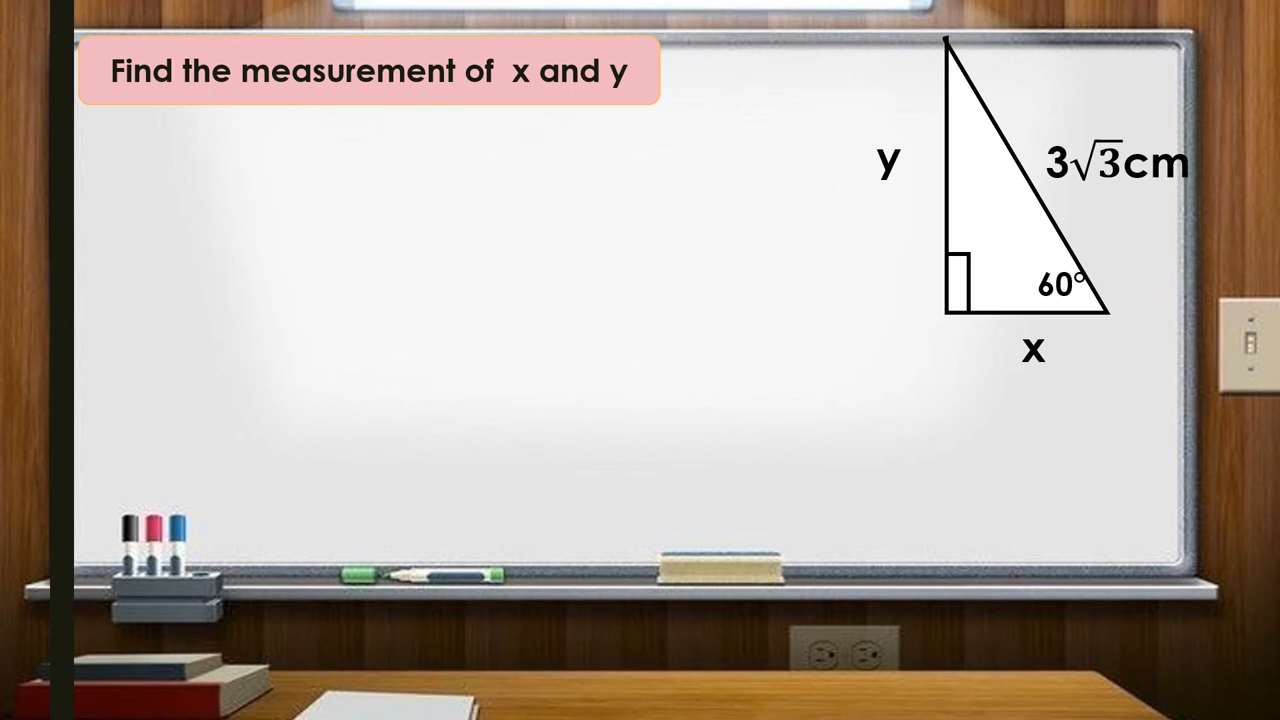 Find the measurement of  x and y
y
3√3cm
60°
x